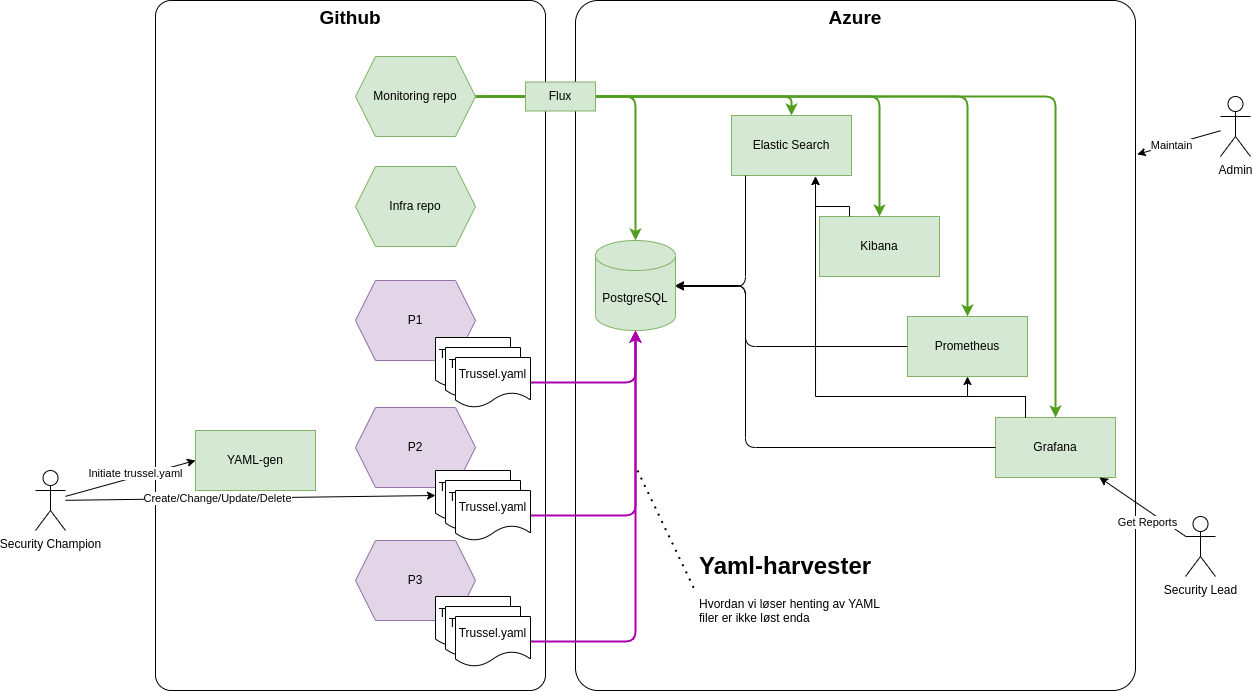 Github
Azure
Monitoring repo
Flux
Elastic Search
Maintain
Admin
Infra repo
Kibana
PostgreSQL
P1
Prometheus
T
T
Trussel.yaml
P2
Grafana
YAML-gen
Initiate trussel.yaml
Create/Change/Update/Delete
T
T
Trussel.yaml
Security Champion
Get Reports
P3
Yaml-harvester
Security Lead
Hvordan vi løser henting av YAML
filer er ikke løst enda
T
T
Trussel.yaml